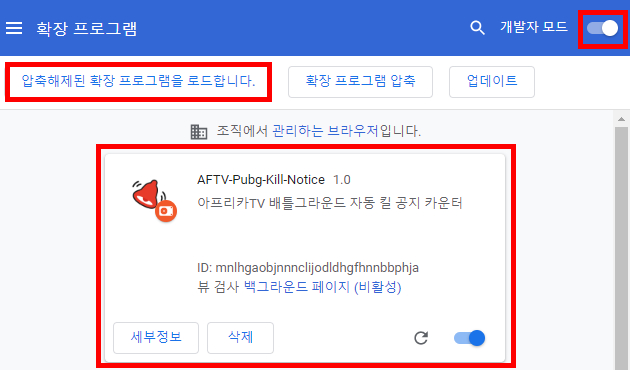 확장 프로그램
개발자 모드
압축해제된 확장 프로그램을 로드합니다.
확장 프로그램 압축
업데이트
조직에서 관리하는 브라우저입니다.
AFTV-Pubg-Kill-Notice 1.0
아프리카TV 배틀그라운드 자동 킬 공지 카운터
ID: mnlhgaobjnnnclijodldhgfhnnbbphja
뷰 검사 백그라운드 페이지 (비활성)
세부정보
삭제